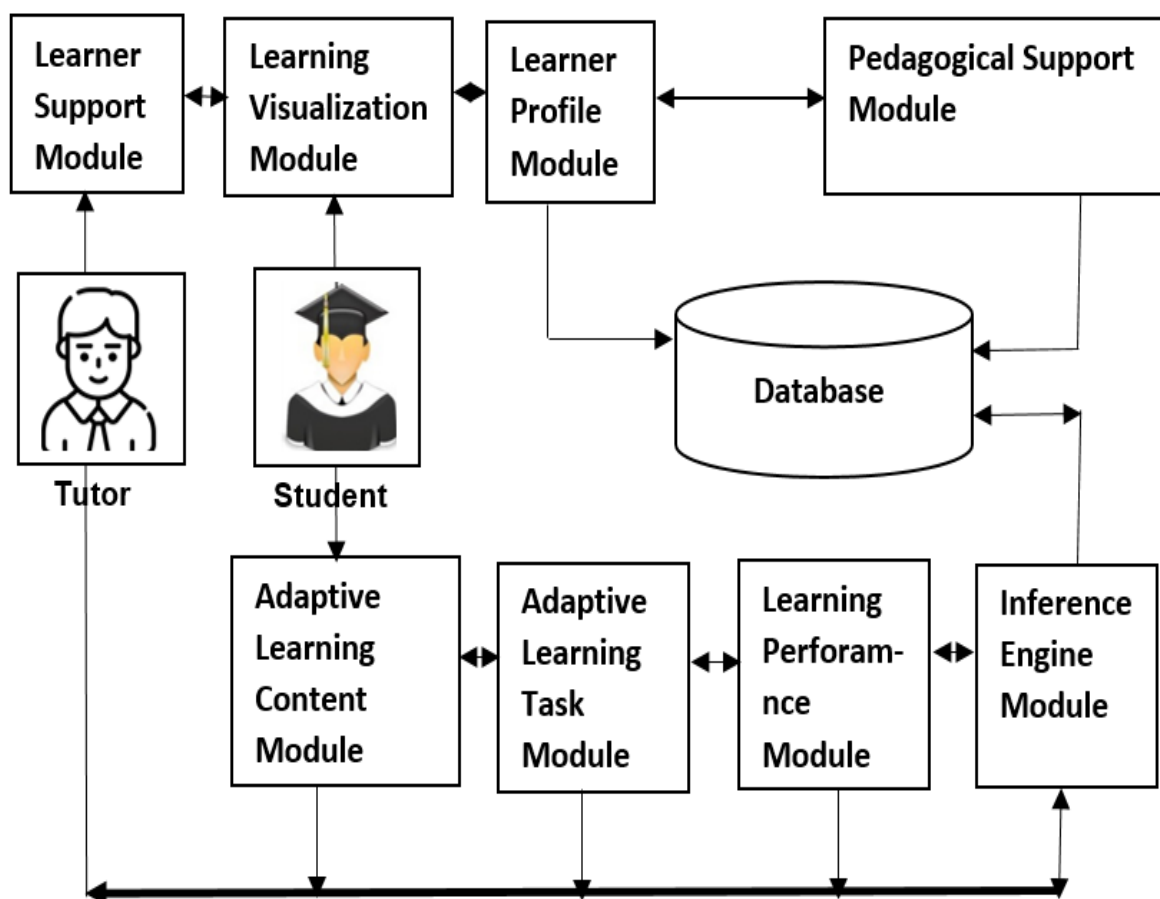 Learner
Support
Module
Learning
Visualization
Module
Learner
Profile
Module
Pedagogical Support
Module
Database
Tutor
Student
Adaptive
Learning
Content
Module
Adaptive
Learning
Task
Module
Learning
Perforam-
nce
Module
Inference
Engine
Module